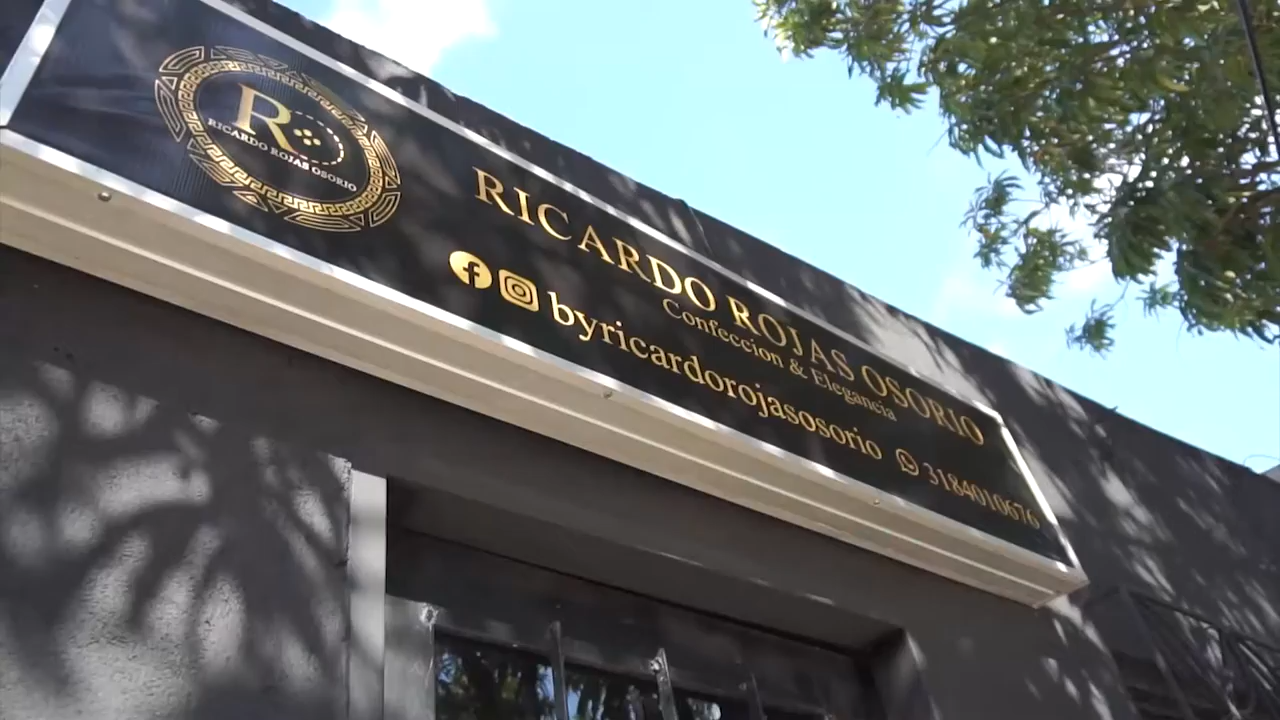 R
RICARDO ROJAS OSORIO
RICARDO ROJAS OSORIO
Confeccion & Elegancia
byricardorojasosorio
3184010676